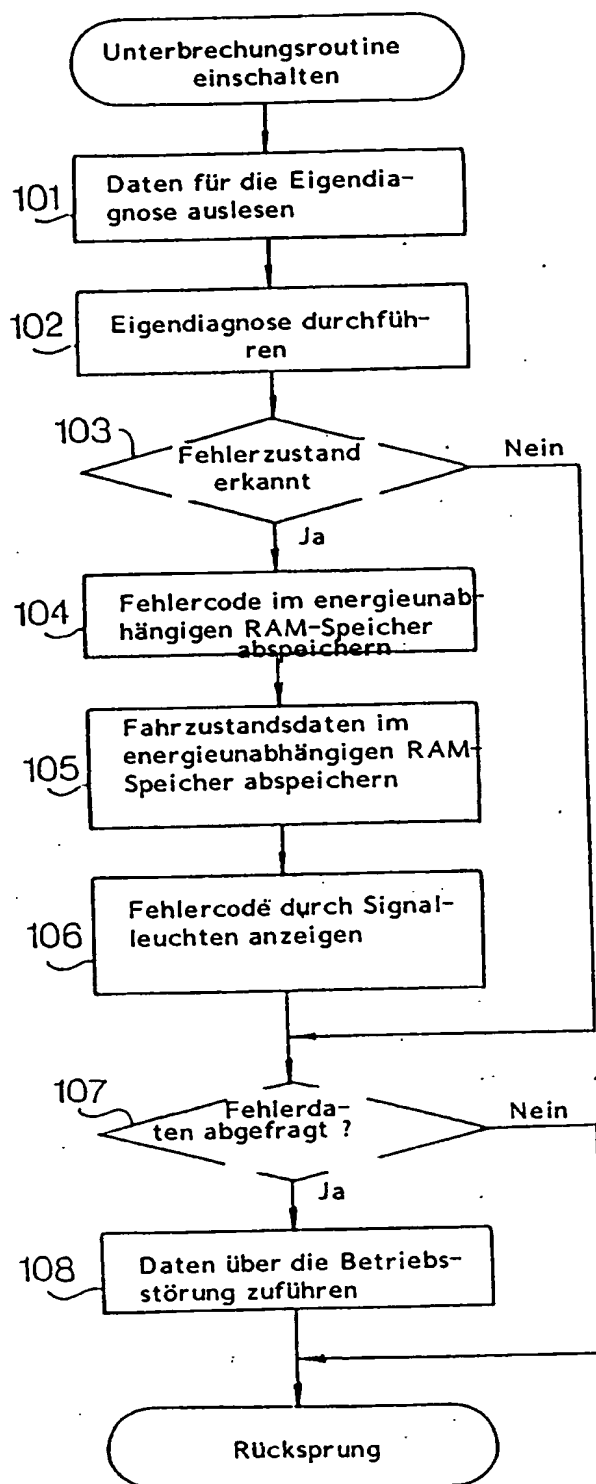 Unterbrechungsroutine
einschalten
101
Daten für die Eigendia-
gnose auslesen
102
Eigendiagnose durchfüh-
ren
103
Fehlerzustand
erkannt
Nein
Ja
104
Fehlercode im energieunab-
hängigen RAM-Speicher
abspeichern
105
Fahrzustandsdaten im
energieunabhängigen RAM-
Speicher abspeichern
106
Fehlercode durch Signal-
leuchten anzeigen
107
Fehlerda-
ten abgefragt ?
Nein
Ja
108
Daten über die Betriebs-
störung zuführen
Rücksprung